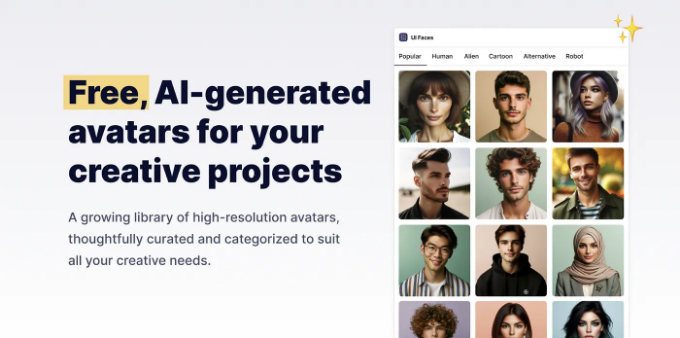 Free, AI-generated
avatars for your
creative projects
A growing library of high-resolution avatars,
thoughtfully curated and categorized to suit
all your creative needs.
UI Faces
Popular Human Alien Cartoon Alternative Robot